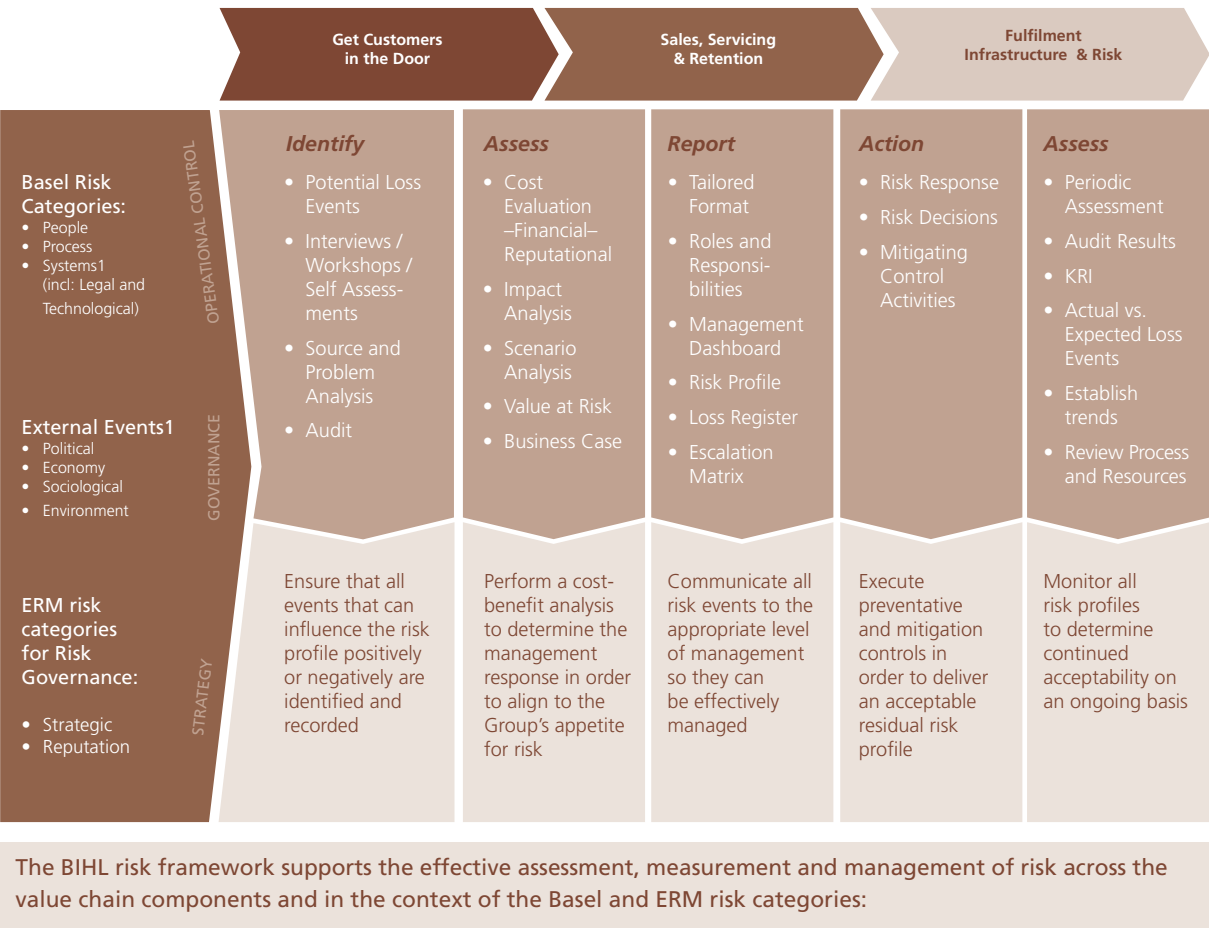 Get Customers
in the Door
Sales, Servicing
& Retention
Fulfilment
Infrastructure & Risk
Basel Risk
Categories:
• People
• Process
• Systems1
(incl: Legal and
Technological)
OPERATIONAL CONTROL
External Events1
• Political
• Economy
• Sociological
• Environment
GOVERNANCE
ERM risk
categories
for Risk
Governance:
• Strategic
• Reputation
STRATEGY
Identify
• Potential Loss
Events
• Interviews /
Workshops /
Self Assess-
ments
• Source and
Problem
Analysis
• Audit
Ensure that all
events that can
influence the risk
profile positively
or negatively are
identified and
recorded
Assess
• Cost
Evaluation
–Financial–
Reputational
• Impact
Analysis
• Scenario
Analysis
• Value at Risk
• Business Case
Perform a cost-
benefit analysis
to determine the
management
response in order
to align to the
Group's appetite
for risk
Report
• Tailored
Format
• Roles and
Responsi-
bilities
• Management
Dashboard
• Risk Profile
• Loss Register
• Escalation
Matrix
Communicate all
risk events to the
appropriate level
of management
so they can
be effectively
managed
Action
• Risk Response
• Risk Decisions
• Mitigating
Control
Activities
Execute
preventative
and mitigation
controls in
order to deliver
an acceptable
residual risk
profile
Assess
• Periodic
Assessment
• Audit Results
• KRI
• Actual vs.
Expected Loss
Events
• Establish
trends
• Review Process
and Resources
Monitor all
risk profiles
to determine
continued
acceptability on
an ongoing basis
The BIHL risk framework supports the effective assessment, measurement and management of risk across the
value chain components and in the context of the Basel and ERM risk categories: